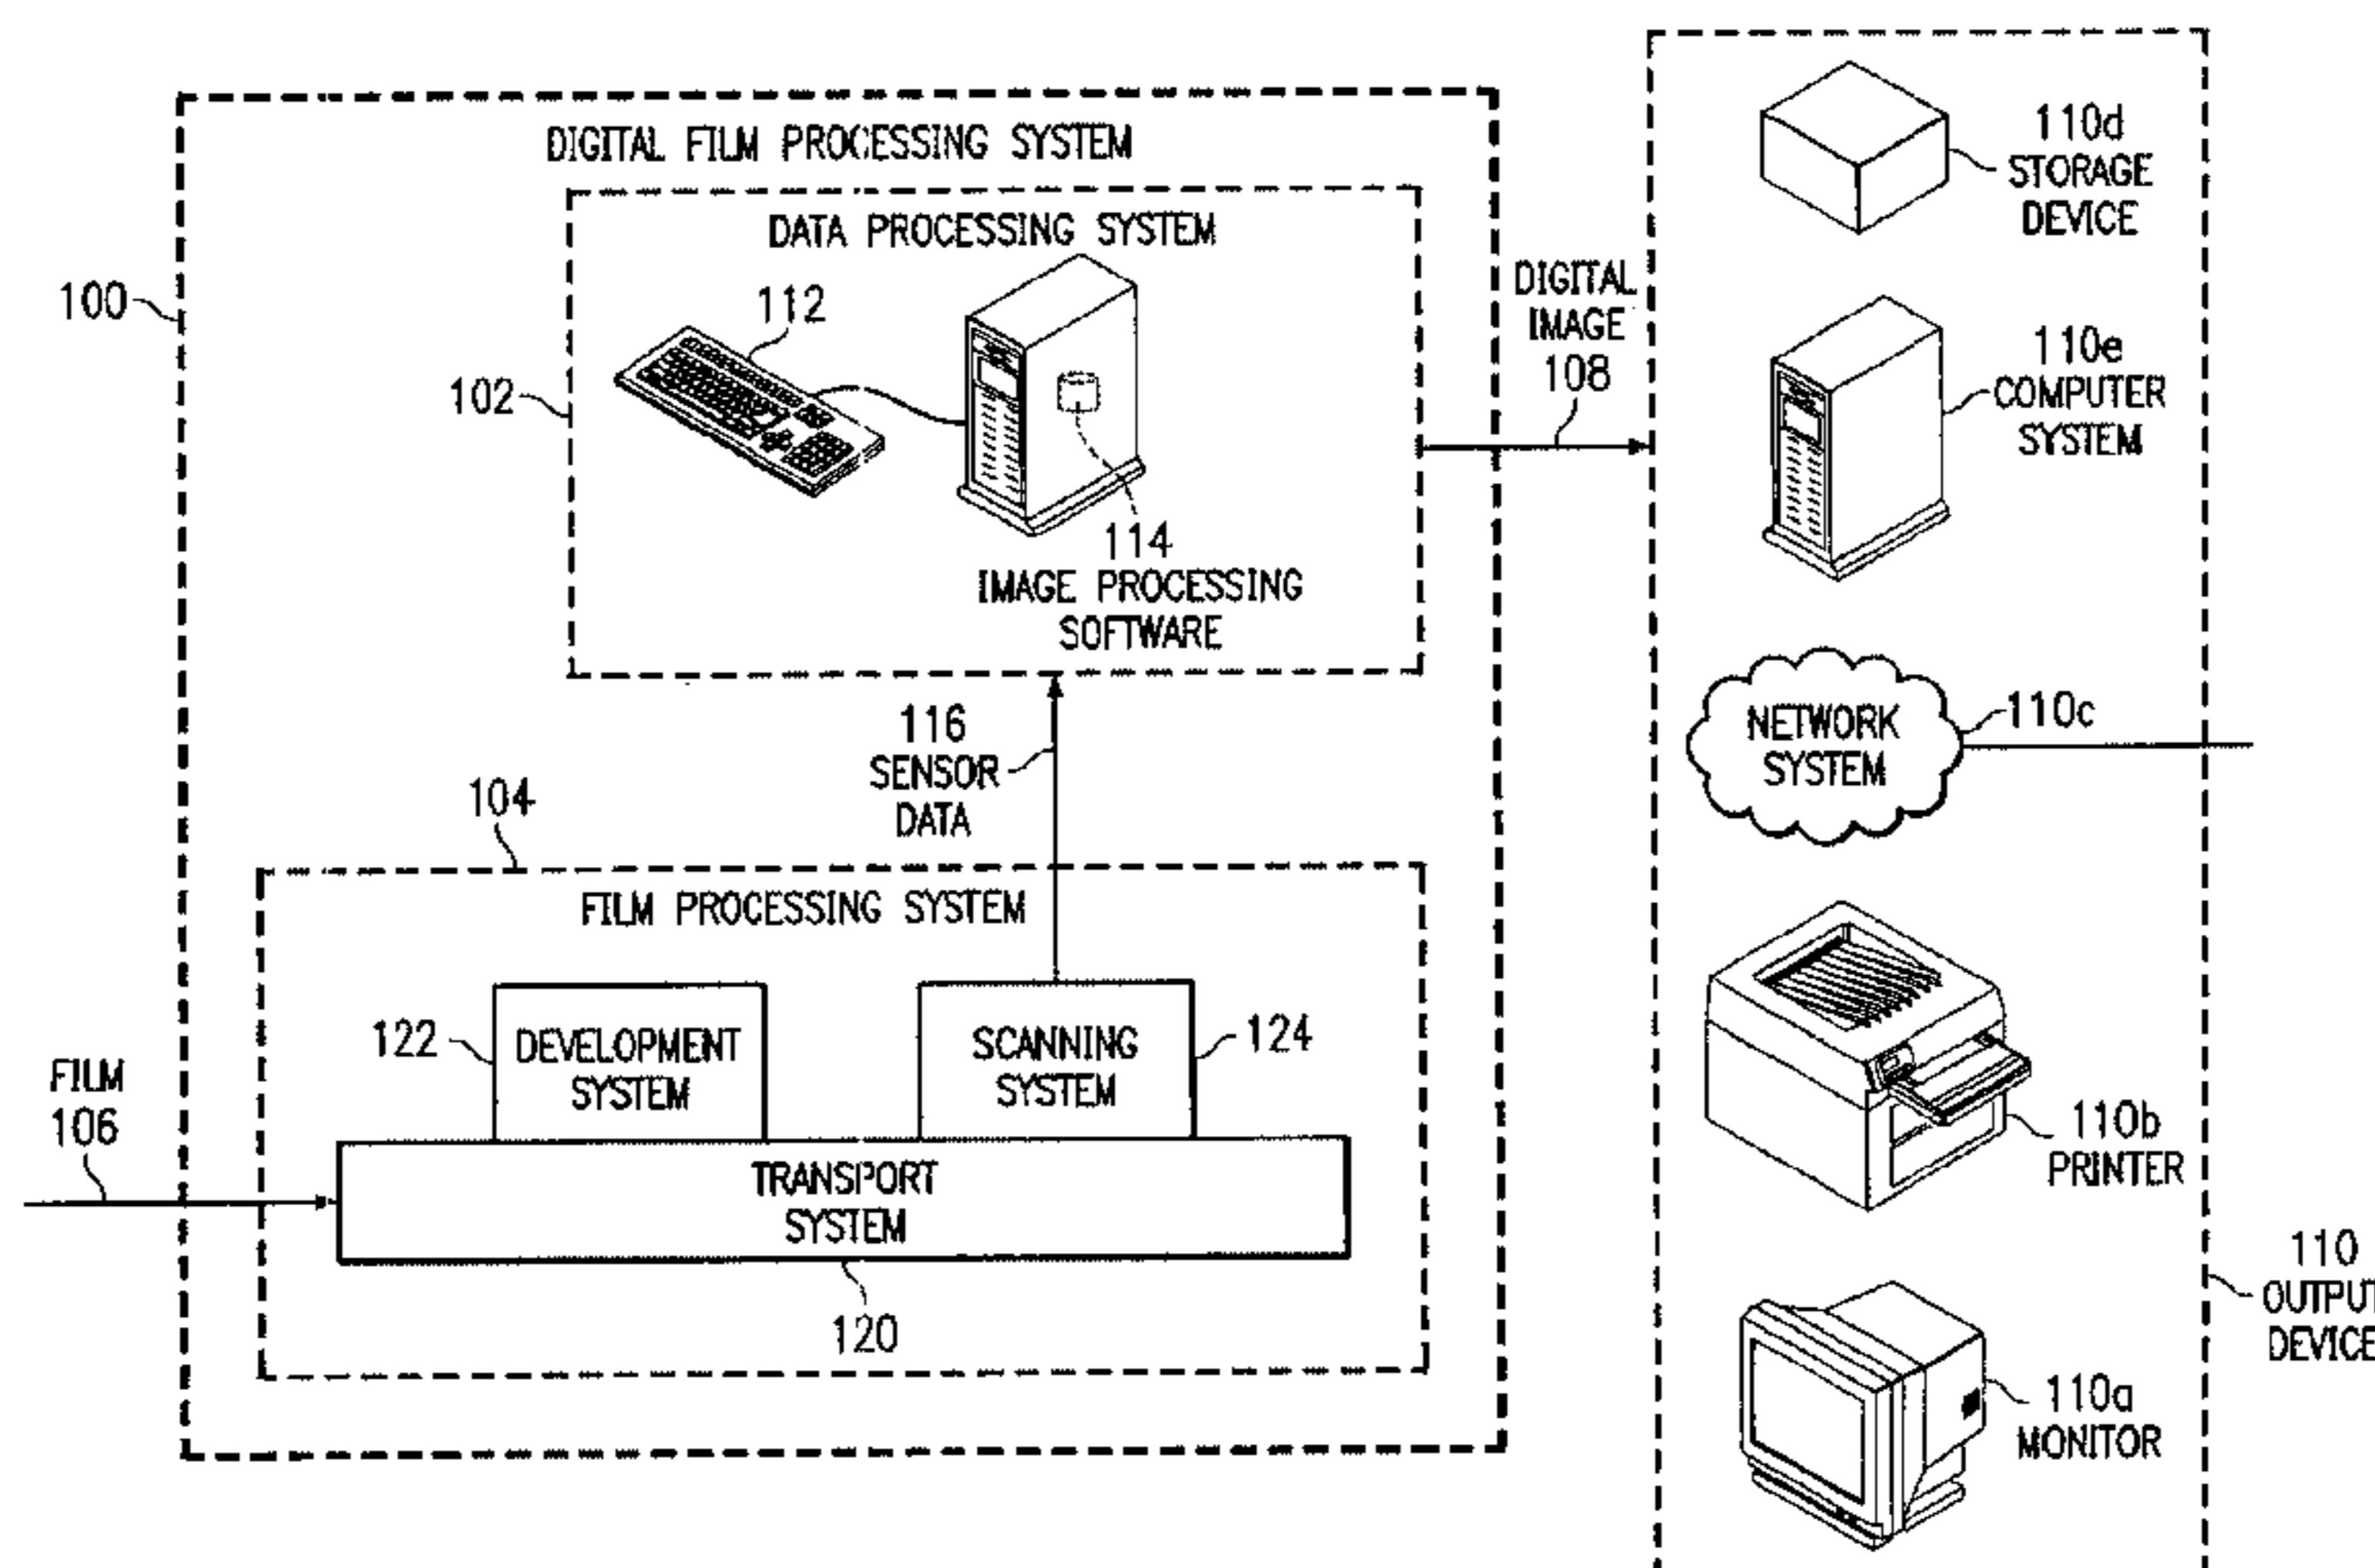 DIGITAL FILM PROCESSING SYSTEM
100
DATA PROCESSING SYSTEM
112
102
114
IMAGE PROCESSING
SOFTWARE
DIGITAL
IMAGE
108
116
SENSOR
DATA
104
FILM PROCESSING SYSTEM
122
DEVELOPMENT
SYSTEM
SCANNING
SYSTEM
124
FILM
106
TRANSPORT
SYSTEM
120
110d
STORAGE
DEVICE
110e
COMPUTER
SYSTEM
NETWORK
SYSTEM
110c
110b
PRINTER
110
OUTPUT
DEVICE
110a
MONITOR